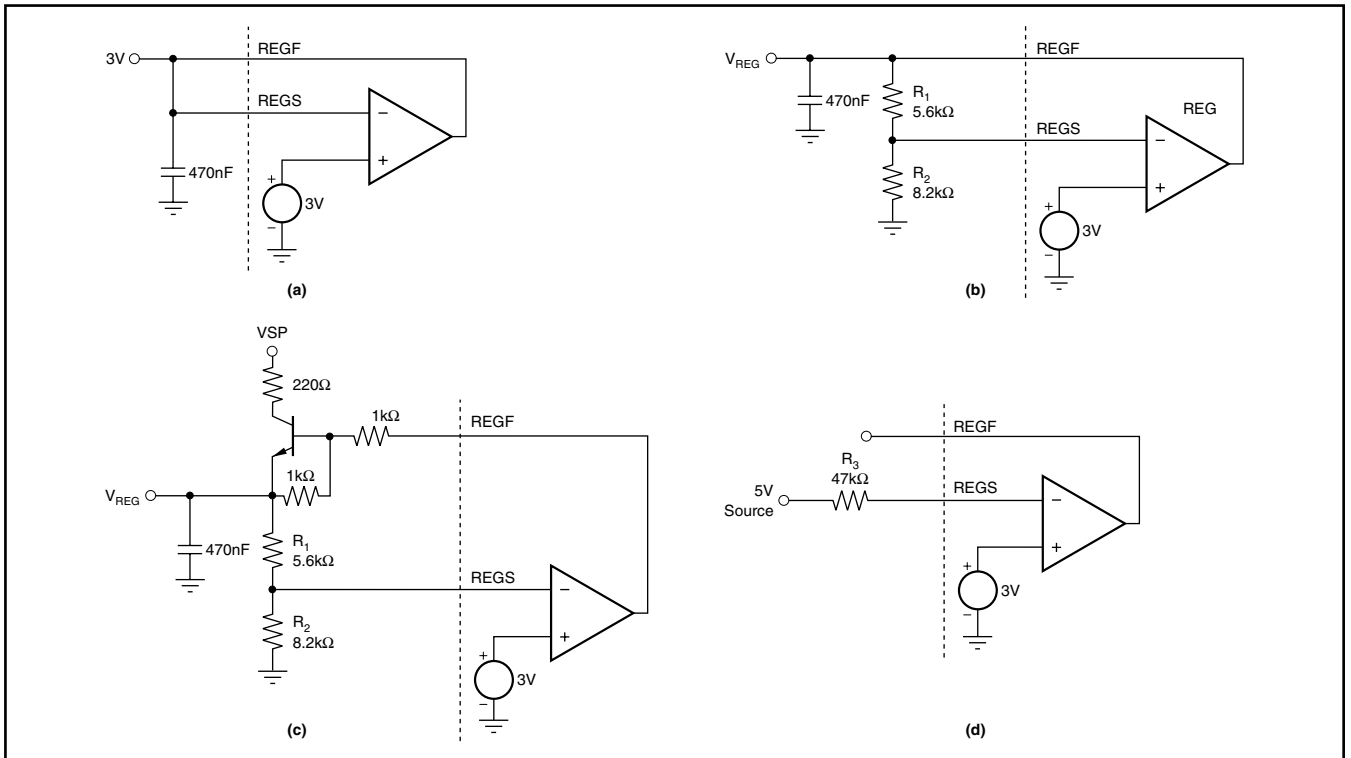 3V
REGF
REGS
470nF
−
+
+
3V
−
(a)
V_REG
REGF
470nF
R_1
5.6kΩ
REG
REGS
−
R_2
8.2kΩ
+
+
3V
−
(b)
VSP
220Ω
1kΩ
REGF
1kΩ
V_REG
470nF
R_1
5.6kΩ
REGS
−
R_2
8.2kΩ
+
+
3V
−
(c)
REGF
R_3
47kΩ
5V
Source
REGS
−
+
+
3V
−
(d)